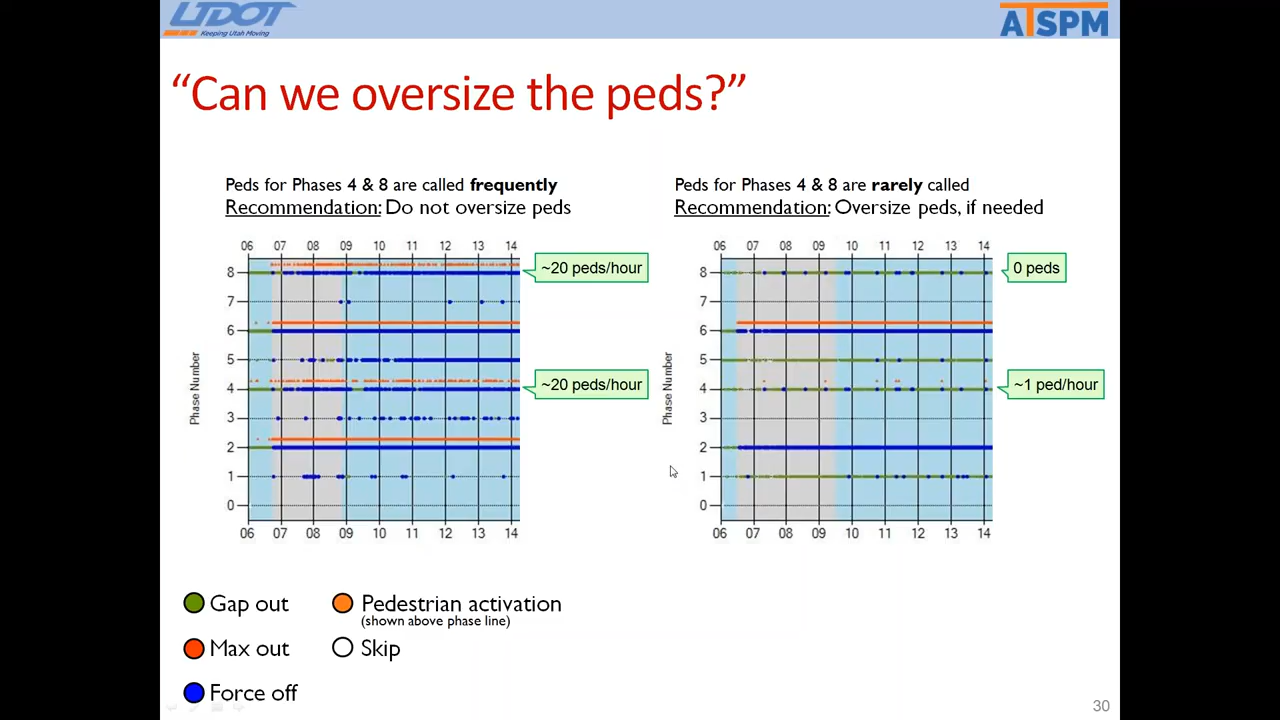 UDOT
Keeping Utah Moving
ATSPM
“Can we oversize the peds?”
Peds for Phases 4 & 8 are called frequently
Recommendation: Do not oversize peds
Peds for Phases 4 & 8 are rarely called
Recommendation: Oversize peds, if needed
06 07 08 09 10 11 12 13 14
8
7
6
5
4
3
2
1
0
Phase Number
06 07 08 09 10 11 12 13 14
~20 peds/hour
~20 peds/hour
06 07 08 09 10 11 12 13 14
8
7
6
5
4
3
2
1
0
Phase Number
06 07 08 09 10 11 12 13 14
0 peds
~1 ped/hour
Gap out
Pedestrian activation
(shown above phase line)
Max out
Skip
Force off
30